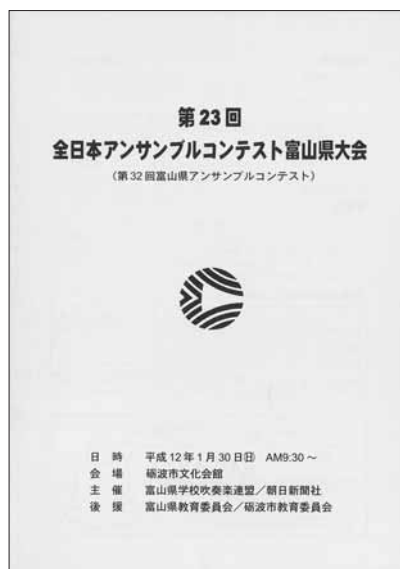 第23回
全日本アンサンブルコンテスト富山県大会
(第32回富山県アンサンブルコンテスト)
日 時 平成12年1月30日㊐ AM9:30～
会 場 砺波市文化会館
主 催 富山県学校吹奏楽連盟／朝日新聞社
後 援 富山県教育委員会／砺波市教育委員会